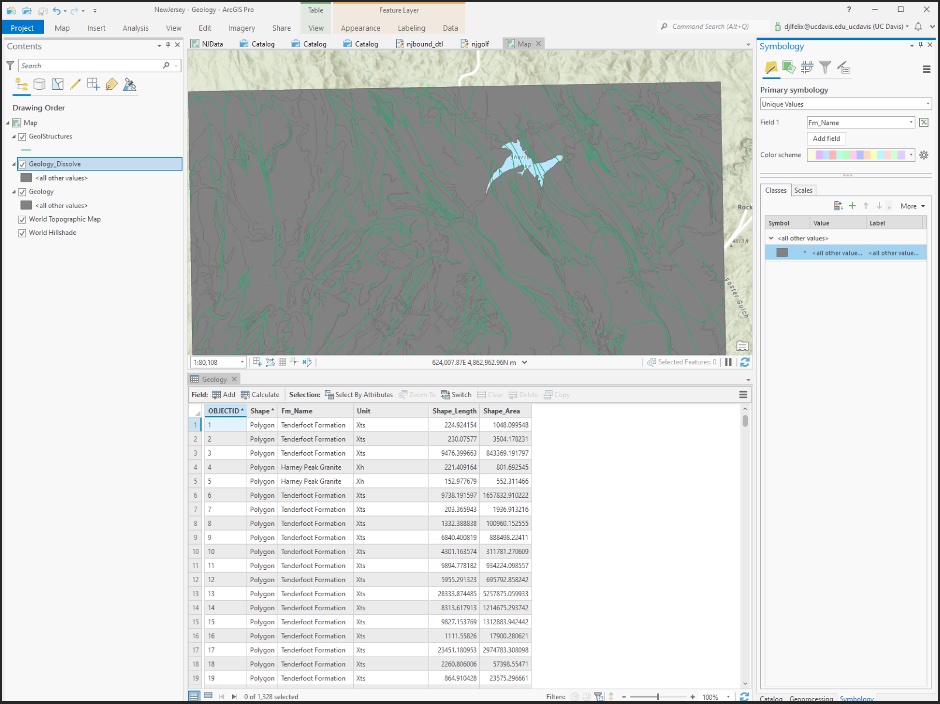 NewJersey - Geology - ArcGIS Pro
Table
Feature Layer
?
Project
Map
Insert
Analysis
View
Edit
Imagery
Share
View
Appearance
Labeling
Data
Command Search (Alt+Q)
djlfelix@ucdavis.edu_ucdavis (UC Davis)
Contents
Search
Drawing Order
Map
GeolStructures
Geology_Dissolve
<all other values>
Geology
<all other values>
World Topographic Map
World Hillshade
NJData
Catalog
Catalog
Catalog
njbound_dtl
njgolf
Map
Rock
Foster Gulch
1:80,108
624,007.87E 4,862,962.96N m
Selected Features: 0
Geology
Field: Add Calculate Selection: Select By Attributes Zoom To Switch Clear Delete Copy
OBJECTID * Shape * Fm_Name Unit Shape_Length Shape_Area
1 1 Polygon Tenderfoot Formation Xts 224.924154 1048.099548
2 2 Polygon Tenderfoot Formation Xts 230.07577 3504.178231
3 3 Polygon Tenderfoot Formation Xts 9476.399663 843369.191797
4 4 Polygon Harney Peak Granite Xh 221.409164 801.692545
5 5 Polygon Harney Peak Granite Xh 152.977679 552.311466
6 6 Polygon Tenderfoot Formation Xts 9738.191597 1657832.910222
7 7 Polygon Tenderfoot Formation Xts 203.365943 1936.913216
8 8 Polygon Tenderfoot Formation Xts 1332.388838 100960.152555
9 9 Polygon Tenderfoot Formation Xts 6840.400819 888498.22411
10 10 Polygon Tenderfoot Formation Xts 4301.163574 311781.270609
11 11 Polygon Tenderfoot Formation Xts 9894.778182 934224.098557
12 12 Polygon Tenderfoot Formation Xts 5955.291323 695792.858242
13 13 Polygon Tenderfoot Formation Xts 28333.874485 5257875.059933
14 14 Polygon Tenderfoot Formation Xts 8313.617913 1214675.293742
15 15 Polygon Tenderfoot Formation Xts 9827.153769 1312883.942442
16 16 Polygon Tenderfoot Formation Xts 1111.55826 17900.280621
17 17 Polygon Tenderfoot Formation Xts 23451.180953 2974783.308098
18 18 Polygon Tenderfoot Formation Xts 2260.806006 57398.55471
19 19 Polygon Tenderfoot Formation Xts 864.910428 23575.296661
0 of 1,328 selected
Filters:
100%
Symbology
Primary symbology
Unique Values
Field 1 Fm_Name
Add field
Color scheme
Classes Scales
More
Symbol Value Label
<all other values>
* <all other value... <all other value...
Catalog Geoprocessing Symbology